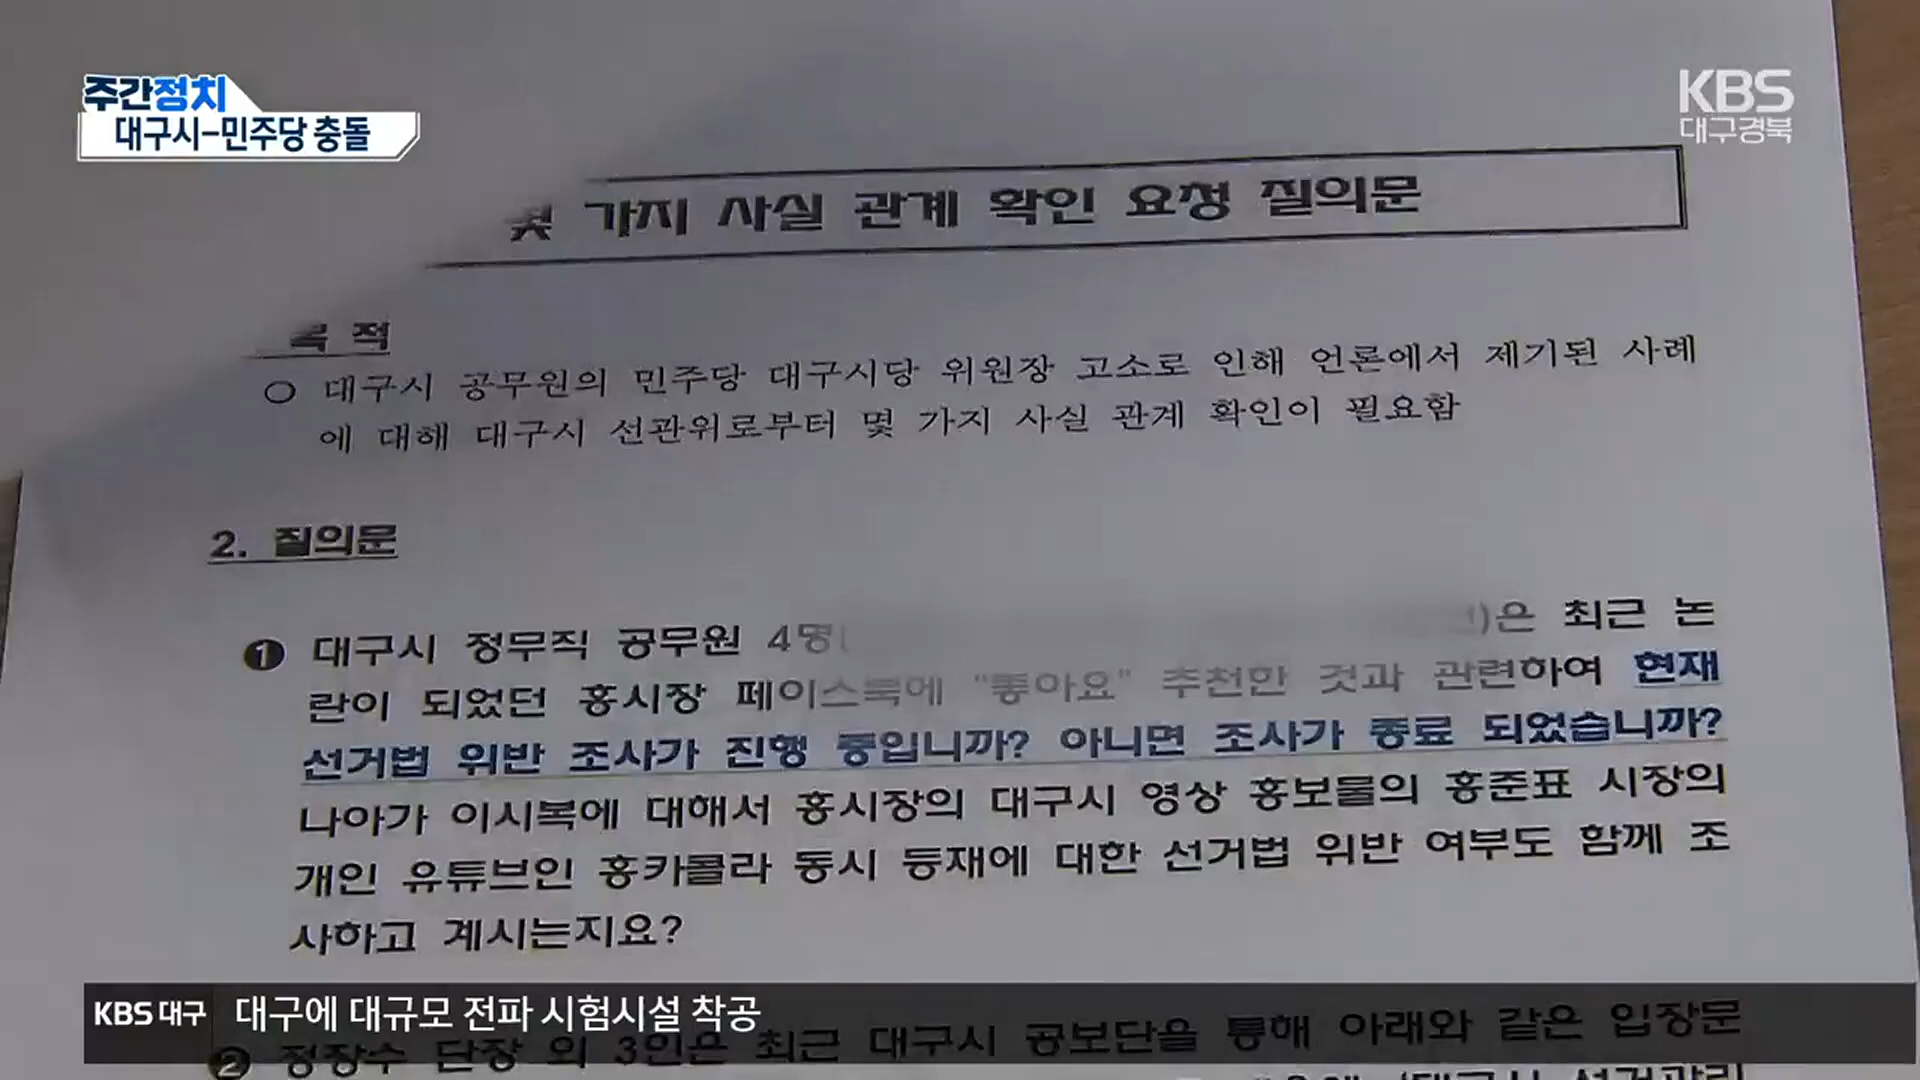 주간정치
대구시-민주당 충돌
KBS
대구경북
몇 가지 사실 관계 확인 요청 질의문
목 적
○ 대구시 공무원의 민주당 대구시당 위원장 고소로 인해 언론에서 제기된 사례
에 대해 대구시 선관위로부터 몇 가지 사실 관계 확인이 필요함
2. 질의문
❶ 대구시 정무직 공무원 4명( )은 최근 논
란이 되었던 홍시장 페이스북에 "좋아요" 추천한 것과 관련하여 현재
선거법 위반 조사가 진행 중입니까? 아니면 조사가 종료 되었습니까?
나아가 이시복에 대해서 홍시장의 대구시 영상 홍보물의 홍준표 시장의
개인 유튜브인 홍카콜라 동시 등재에 대한 선거법 위반 여부도 함께 조
사하고 계시는지요?
KBS 대구 대구에 대규모 전파 시험시설 착공
❷ 정장수 단장 외 3인은 최근 대구시 공보단을 통해 아래와 같은 입장문